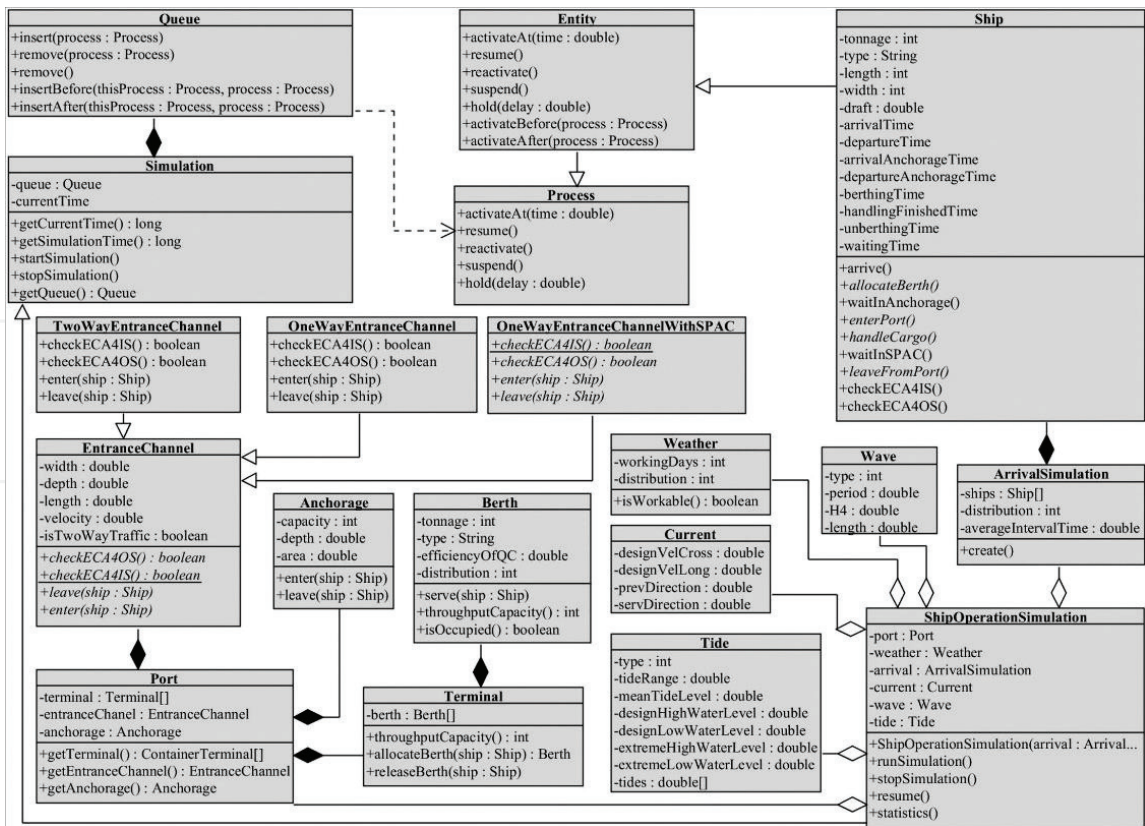 Queue
+insert(process : Process)
+remove(process : Process)
+remove()
+insertBefore(thisProcess : Process, process : Process)
+insertAfter(thisProcess : Process, process : Process)
Entity
+activateAt(time : double)
+resume()
+reactivate()
+suspend()
+hold(delay : double)
+activateBefore(process : Process)
+activateAfter(process : Process)
Ship
-tonnage : int
-type : String
-length : int
-width : int
-draft : double
-arrivalTime
-departureTime
-arrivalAnchorageTime
-departureAnchorageTime
-berthingTime
-handlingFinishedTime
-unberthingTime
-waitingTime
+arrive()
+allocateBerth()
+waitInAnchorage()
+enterPort()
+handleCargo()
+waitInSPAC()
+leaveFromPort()
+checkECA4IS()
+checkECA4OS()
Simulation
-queue : Queue
-currentTime
+getCurrentTime() : long
+getSimulationTime() : long
+startSimulation()
+stopSimulation()
+getQueue() : Queue
Process
+activateAt(time : double)
+resume()
+reactivate()
+suspend()
+hold(delay : double)
TwoWayEntranceChannel
+checkECA4IS() : boolean
+checkECA4OS() : boolean
+enter(ship : Ship)
+leave(ship : Ship)
OneWayEntranceChannel
+checkECA4IS() : boolean
+checkECA4OS() : boolean
+enter(ship : Ship)
+leave(ship : Ship)
OneWayEntranceChannelWithSPAC
+checkECA4IS() : boolean
+checkECA4OS() : boolean
+enter(ship : Ship)
+leave(ship : Ship)
EntranceChannel
-width : double
-depth : double
-length : double
-velocity : double
-isTwoWayTraffic : boolean
+checkECA4OS() : boolean
+checkECA4IS() : boolean
+leave(ship : Ship)
+enter(ship : Ship)
Anchorage
-capacity : int
-depth : double
-area : double
+enter(ship : Ship)
+leave(ship : Ship)
Berth
-tonnage : int
-type : String
-efficiencyOfQC : double
-distribution : int
+serve(ship : Ship)
+throughputCapacity() : int
+isOccupied() : boolean
Weather
-workingDays : int
-distribution : int
+isWorkable() : boolean
Wave
-type : int
-period : double
-H4 : double
-length : double
ArrivalSimulation
-ships : Ship[]
-distribution : int
-averageIntervalTime : double
+create()
Current
-designVelCross : double
-designVelLong : double
-prevDirection : double
-servDirection : double
Tide
-type : int
-tideRange : double
-meanTideLevel : double
-designHighWaterLevel : double
-designLowWaterLevel : double
-extremeHighWaterLevel : double
-extremeLowWaterLevel : double
-tides : double[]
ShipOperationSimulation
-port : Port
-weather : Weather
-arrival : ArrivalSimulation
-current : Current
-wave : Wave
-tide : Tide
+ShipOperationSimulation(arrival : Arrival...
+runSimulation()
+stopSimulation()
+resume()
+statistics()
Port
-terminal : Terminal[]
-entranceChanel : EntranceChannel
-anchorage : Anchorage
+getTerminal() : ContainerTerminal[]
+getEntranceChannel() : EntranceChannel
+getAnchorage() : Anchorage
Terminal
-berth : Berth[]
+throughputCapacity() : int
+allocateBerth(ship : Ship) : Berth
+releaseBerth(ship : Ship)